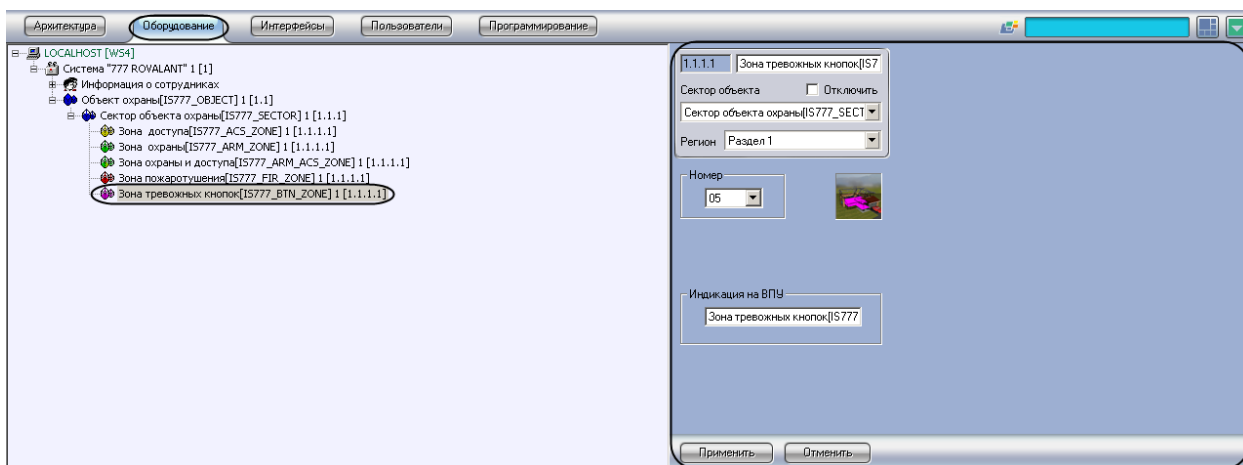 Архитектура Оборудование Интерфейсы Пользователи Программирование
LOCALHOST [WS4]
Система "777 ROVALANT" 1 [1]
Информация о сотрудниках
Объект охраны[IS777_OBJECT] 1 [1.1]
Сектор объекта охраны[IS777_SECTOR] 1 [1.1.1]
Зона доступа[IS777_ACS_ZONE] 1 [1.1.1.1]
Зона охраны[IS777_ARM_ZONE] 1 [1.1.1.1]
Зона охраны и доступа[IS777_ARM_ACS_ZONE] 1 [1.1.1.1]
Зона пожаротушения[IS777_FIR_ZONE] 1 [1.1.1.1]
Зона тревожных кнопок[IS777_BTN_ZONE] 1 [1.1.1.1]
1.1.1.1 Зона тревожных кнопок[IS7
Сектор объекта Отключить
Сектор объекта охраны[IS777_SECT
Регион Раздел 1
Номер
05
Индикация на ВПУ
Зона тревожных кнопок[IS777
Применить Отменить